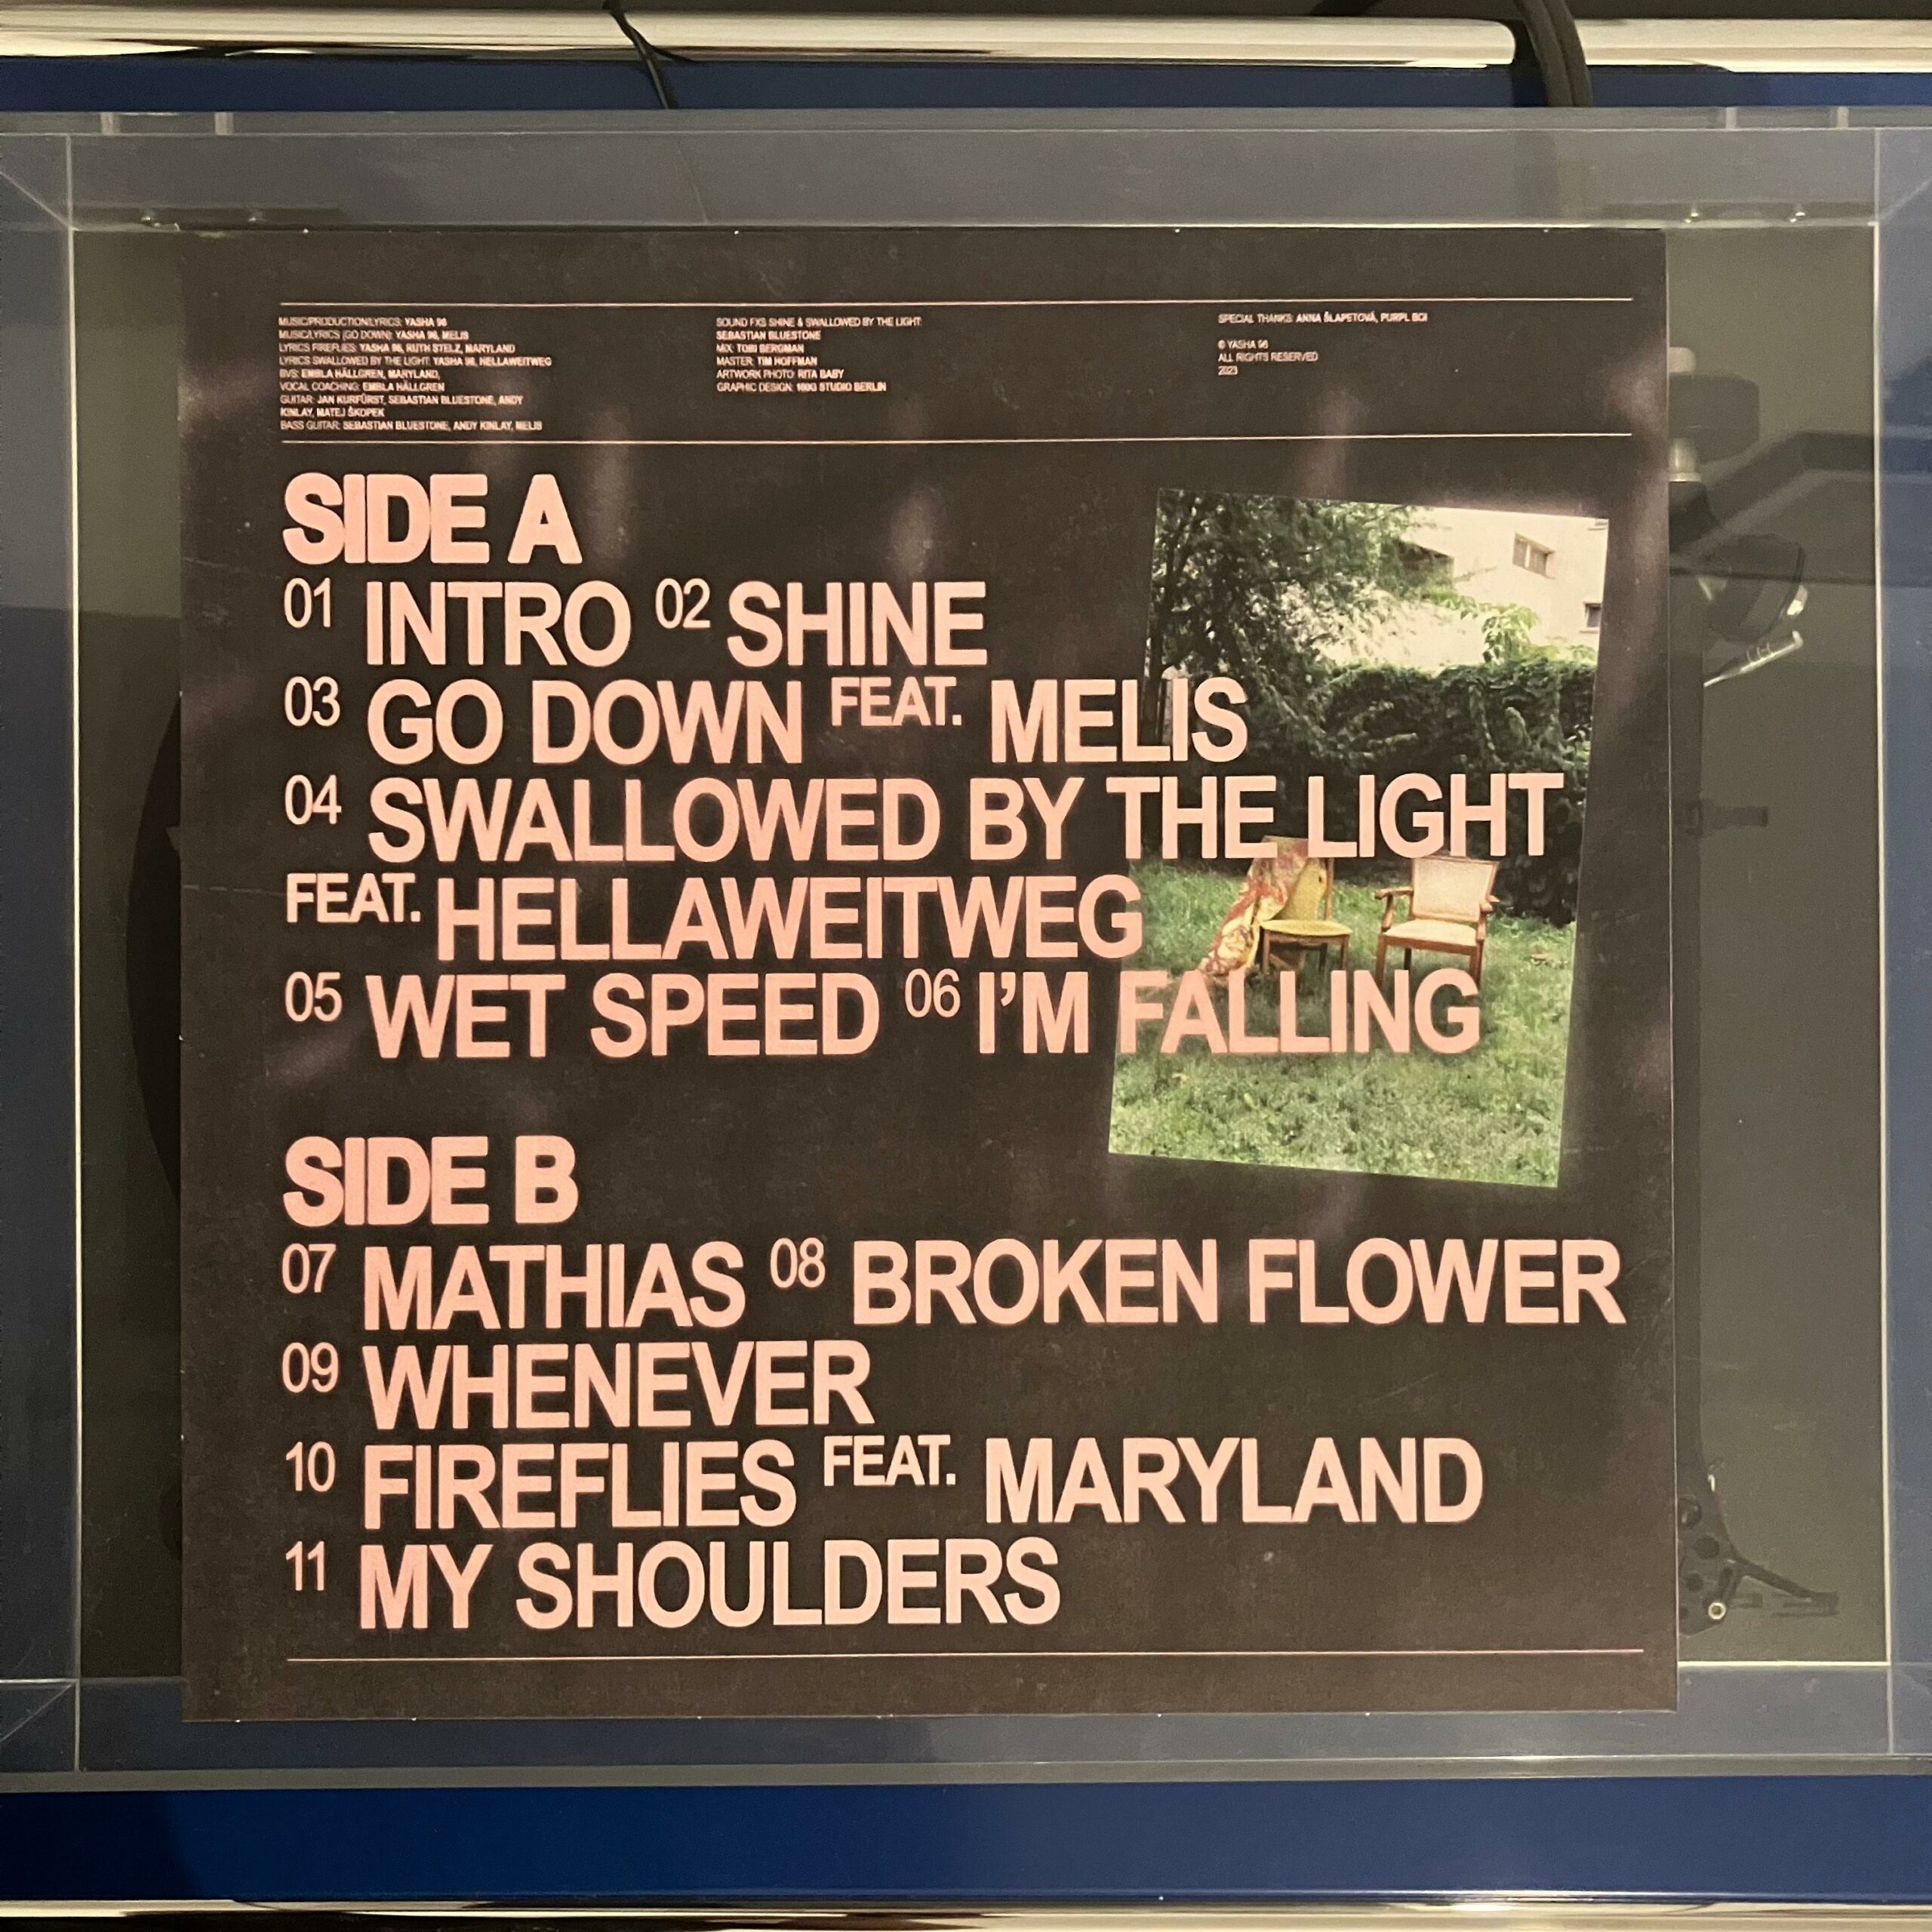 MUSIC/PRODUCTION/LYRICS: YASHA 96
MUSIC/LYRICS (GO DOWN): YASHA 96, MELIS
LYRICS FIREFLIES: YASHA 96, RUTH STELZ, MARYLAND
LYRICS SWALLOWED BY THE LIGHT: YASHA 96, HELLAWEITWEG
BVS: EMBLA HÄLLGREN, MARYLAND,
VOCAL COACHING: EMBLA HÄLLGREN
GUITAR: JAN KURFÜRST, SEBASTIAN BLUESTONE, ANDY
KINLAY, MATEJ ŠKOPEK
BASS GUITAR: SEBASTIAN BLUESTONE, ANDY KINLAY, MELIS
SOUND FXS SHINE & SWALLOWED BY THE LIGHT:
SEBASTIAN BLUESTONE
MIX: TOBI BERGMAN
MASTER: TIM HOFFMAN
ARTWORK PHOTO: RITA BABY
GRAPHIC DESIGN: STUDIO BERLIN
SPECIAL THANKS: ANNA ŠLAPETOVÁ, PURPL BOI
© YASHA 96
ALL RIGHTS RESERVED
2023
SIDE A
01 INTRO 02 SHINE
03 GO DOWN FEAT. MELIS
04 SWALLOWED BY THE LIGHT
FEAT. HELLAWEITWEG
05 WET SPEED 06 I'M FALLING
SIDE B
07 MATHIAS 08 BROKEN FLOWER
09 WHENEVER
10 FIREFLIES FEAT. MARYLAND
11 MY SHOULDERS